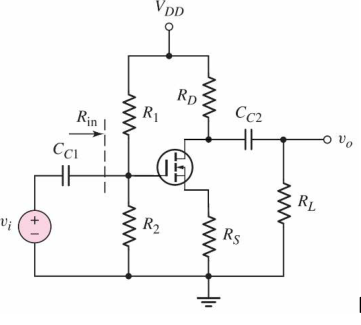 V_DD
R_D
C_C2
R_in
R_1
v_o
C_C1
+
v_i
−
R_2
R_L
R_S